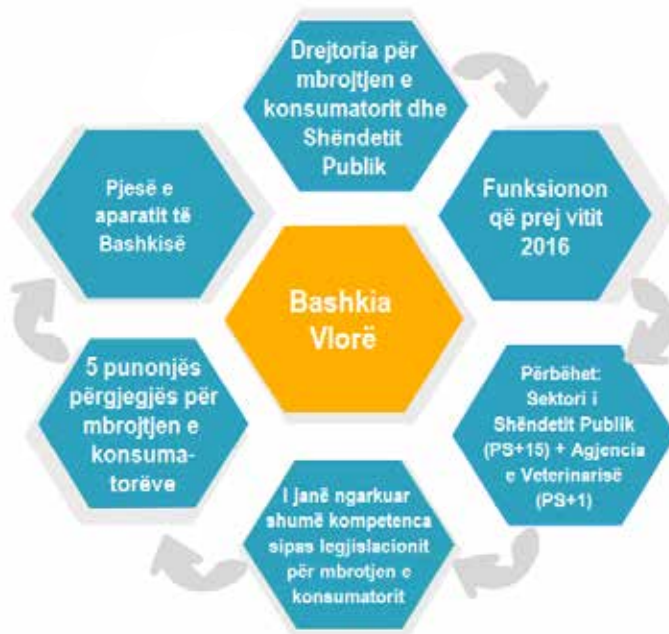 Drejtoria për
mbrojtjen e
konsumatorit dhe
Shëndetit
Publik
Funksionon
që prej vitit
2016
Përbëhet:
Sektori i
Shëndetit Publik
(PS+15) + Agjencia
e Veterinarisë
(PS+1)
I janë ngarkuar
shumë kompetenca
sipas legjislacionit
për mbrotjen e
konsumatorit
5 punonjës
përgjegjës për
mbrojtjen e
konsuma-
torëve
Pjesë e
aparatit të
Bashkisë
Bashkia
Vlorë